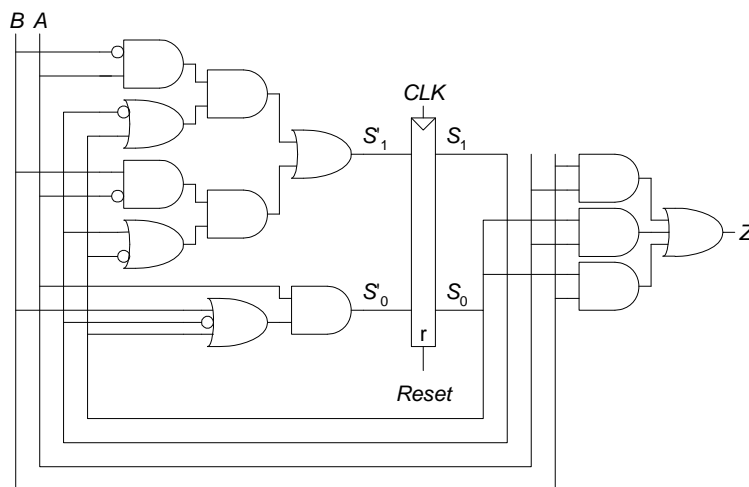 B A
CLK
S'₁ S₁
S'₀ S₀
r
Reset
Z